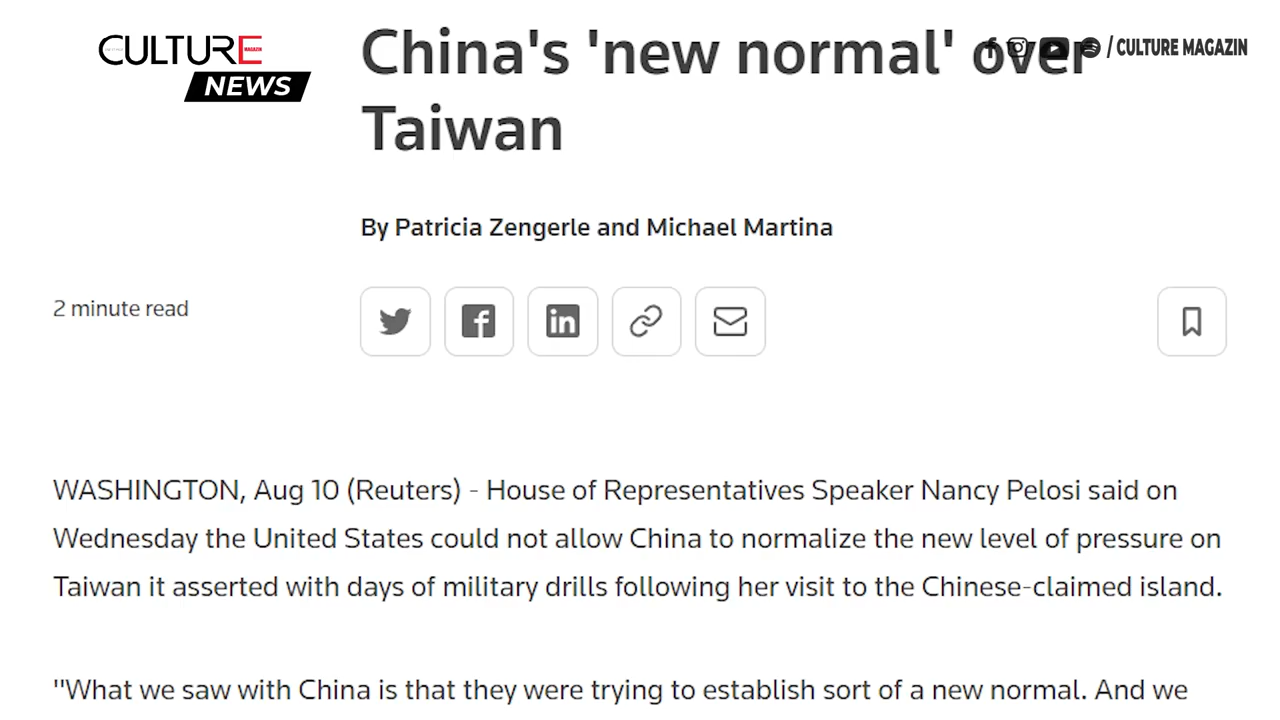 CULTURE
MAGAZIN
NEWS
/ CULTURE MAGAZIN
China's 'new normal' over
Taiwan
By Patricia Zengerle and Michael Martina
2 minute read
WASHINGTON, Aug 10 (Reuters) - House of Representatives Speaker Nancy Pelosi said on
Wednesday the United States could not allow China to normalize the new level of pressure on
Taiwan it asserted with days of military drills following her visit to the Chinese-claimed island.
"What we saw with China is that they were trying to establish sort of a new normal. And we